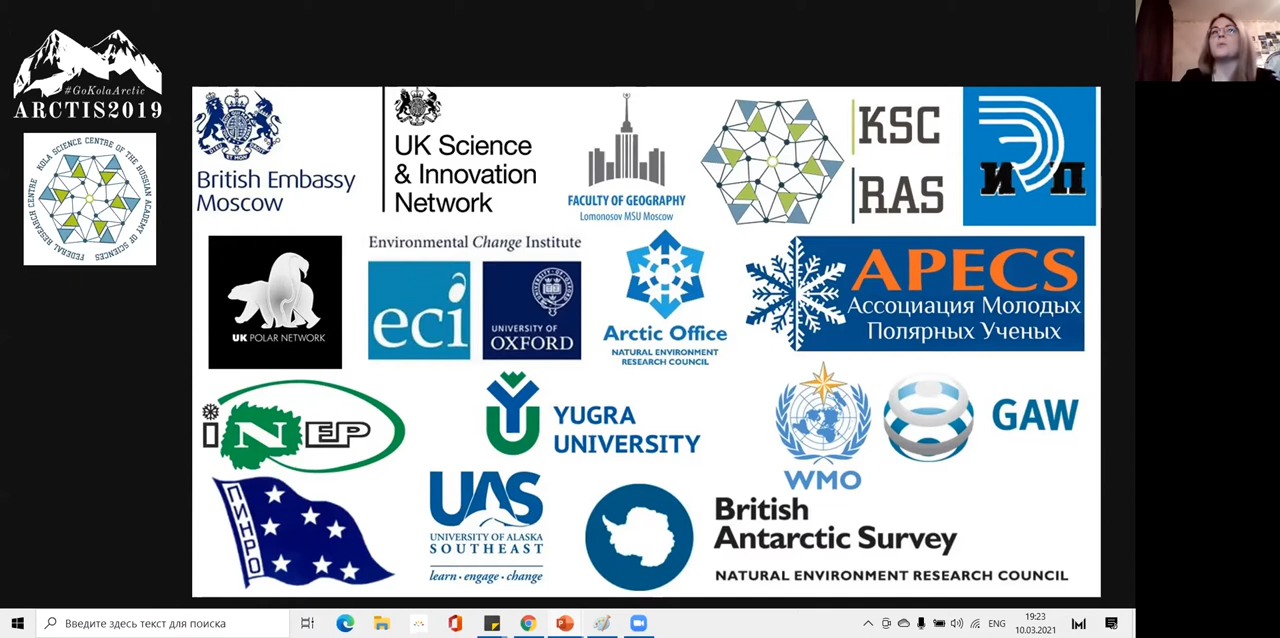 #GoKolaArctic
ARCTIS2019
KOLA SCIENCE CENTRE OF THE RUSSIAN ACADEMY OF SCIENCES
FEDERAL RESEARCH CENTRE
British Embassy
Moscow
UK Science
& Innovation
Network
FACULTY OF GEOGRAPHY
Lomonosov MSU Moscow
KSC
RAS
ИЭП
UK POLAR NETWORK
Environmental Change Institute
eci
UNIVERSITY OF
OXFORD
Arctic Office
NATURAL ENVIRONMENT
RESEARCH COUNCIL
APECS
Ассоциация Молодых
Полярных Ученых
iNEP
YUGRA
UNIVERSITY
WMO
GAW
ПИНРО
UAS
UNIVERSITY OF ALASKA
SOUTHEAST
learn • engage • change
British
Antarctic Survey
NATURAL ENVIRONMENT RESEARCH COUNCIL
Введите здесь текст для поиска
ENG
19:23
10.03.2021